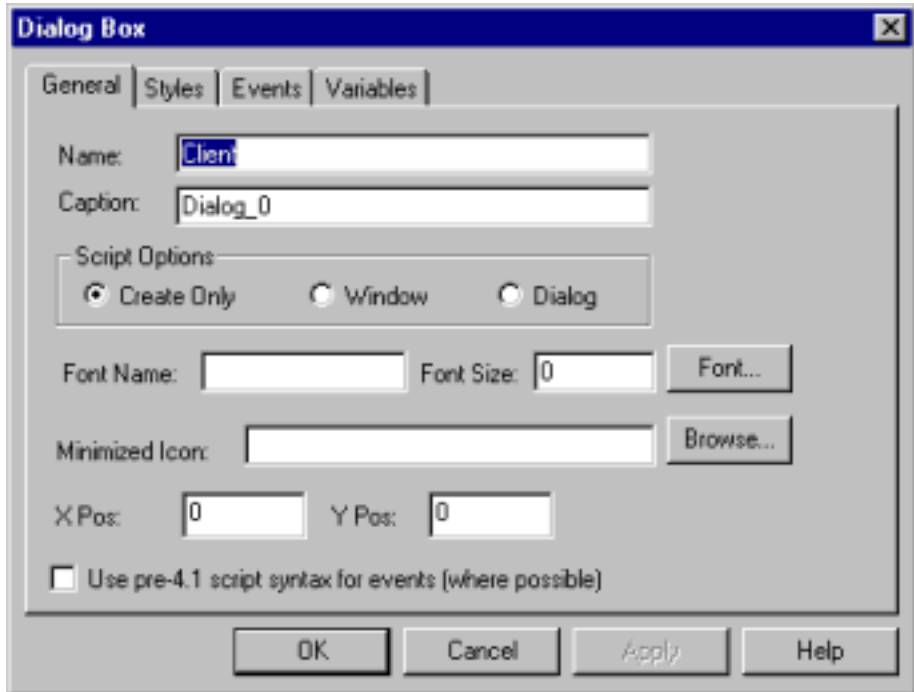 Dialog Box
General Styles Events Variables
Name: Client
Caption: Dialog_0
Script Options
Create Only Window Dialog
Font Name: Font Size: 0 Font...
Minimized Icon: Browse...
X Pos: 0 Y Pos: 0
Use pre-4.1 script syntax for events (where possible)
OK Cancel Apply Help